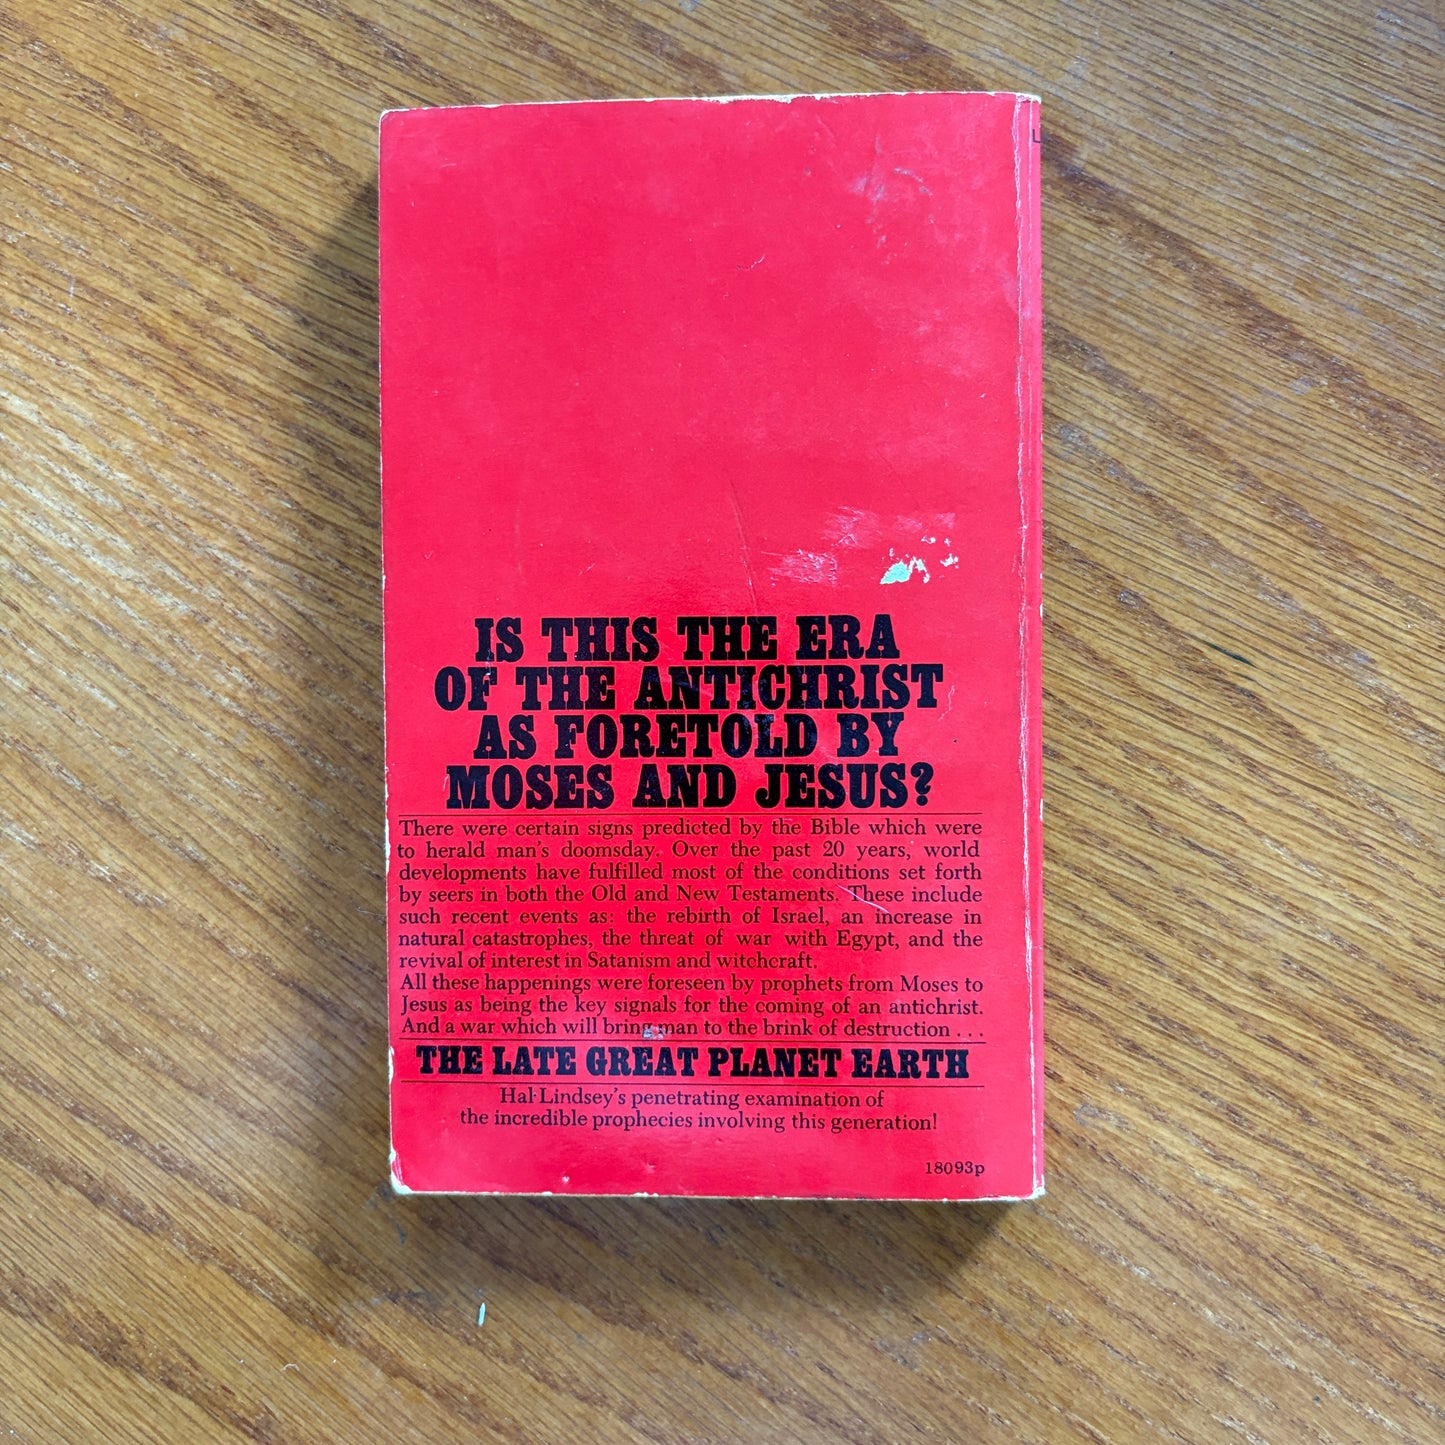 IS THIS THE ERA
OF THE ANTICHRIST
AS FORETOLD BY
MOSES AND JESUS?
There were certain signs predicted by the Bible which were
to herald man's doomsday. Over the past 20 years, world
developments have fulfilled most of the conditions set forth
by seers in both the Old and New Testaments. These include
such recent events as: the rebirth of Israel, an increase in
natural catastrophes, the threat of war with Egypt, and the
revival of interest in Satanism and witchcraft.
All these happenings were foreseen by prophets from Moses to
Jesus as being the key signals for the coming of an antichrist.
And a war which will bring man to the brink of destruction . . .
THE LATE GREAT PLANET EARTH
Hal Lindsey's penetrating examination of
the incredible prophecies involving this generation!
18093p